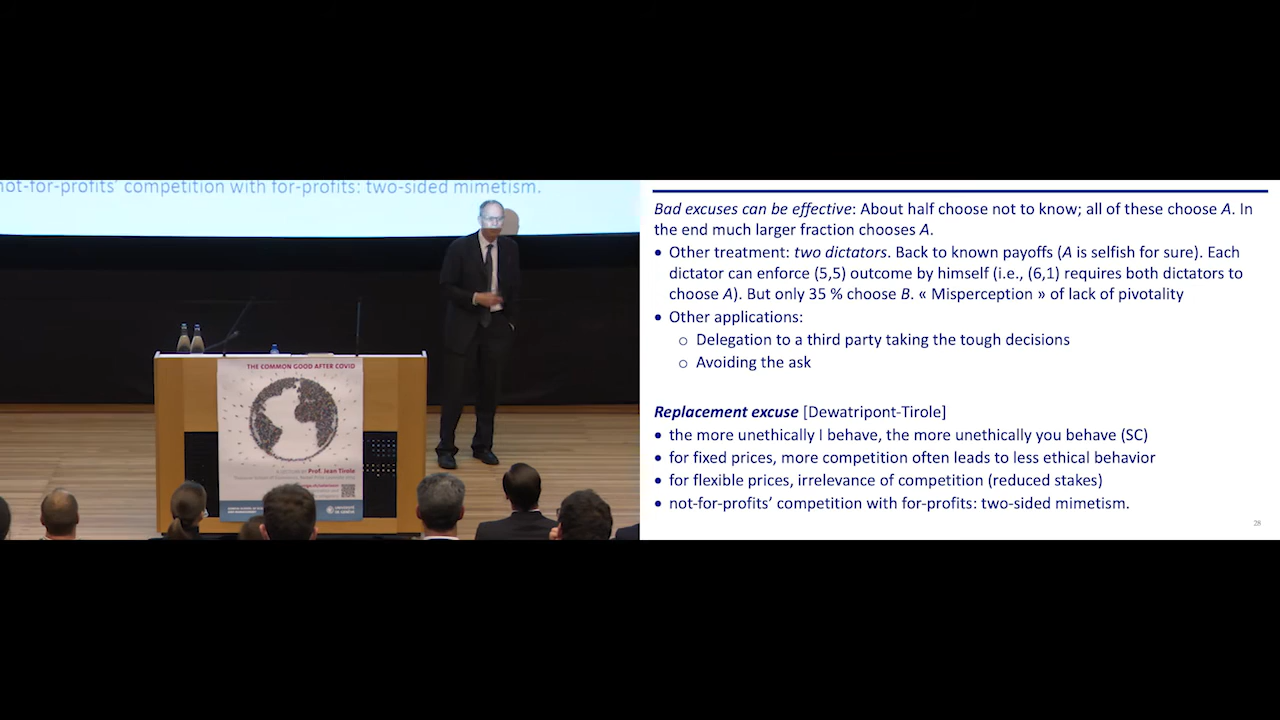 not-for-profits' competition with for-profits: two-sided mimetism.
THE COMMON GOOD AFTER COVID
A LECTURE BY Prof. Jean Tirole
UNIVERSITÉ
DE GENÈVE
Bad excuses can be effective: About half choose not to know; all of these choose A. In
the end much larger fraction chooses A.
• Other treatment: two dictators. Back to known payoffs (A is selfish for sure). Each
dictator can enforce (5,5) outcome by himself (i.e., (6,1) requires both dictators to
choose A). But only 35 % choose B. « Misperception » of lack of pivotality
• Other applications:
o Delegation to a third party taking the tough decisions
o Avoiding the ask
Replacement excuse [Dewatripont-Tirole]
• the more unethically I behave, the more unethically you behave (SC)
• for fixed prices, more competition often leads to less ethical behavior
• for flexible prices, irrelevance of competition (reduced stakes)
• not-for-profits' competition with for-profits: two-sided mimetism.
26